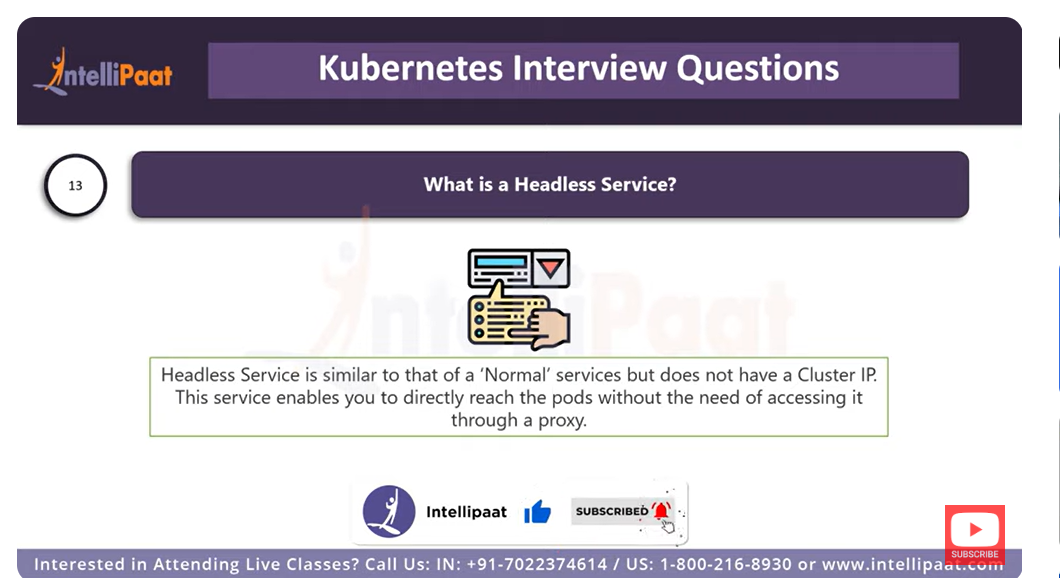 IntelliPaat
Kubernetes Interview Questions
13
What is a Headless Service?
IntelliPaat
Headless Service is similar to that of a ‘Normal’ services but does not have a Cluster IP.
This service enables you to directly reach the pods without the need of accessing it
through a proxy.
Intellipaat
SUBSCRIBED
SUBSCRIBE
Interested in Attending Live Classes? Call Us: IN: +91-7022374614 / US: 1-800-216-8930 or www.intellipaat.com